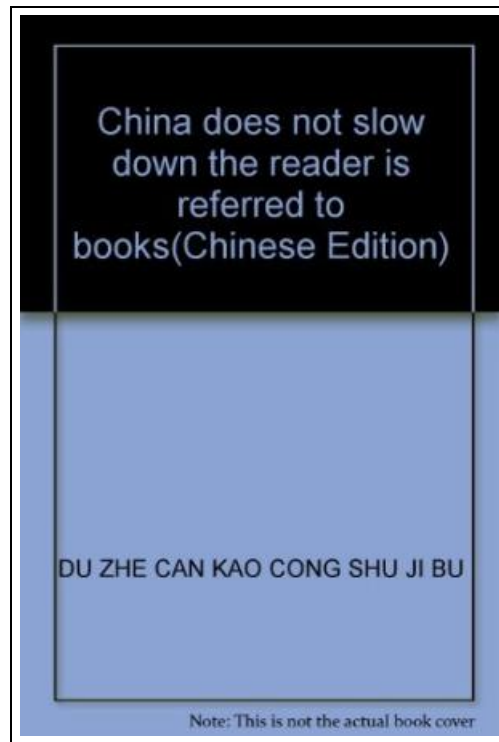 China does not slow
down the reader is
referred to
books(Chinese Edition)
DU ZHE CAN KAO CONG SHU JI BU
Note: This is not the actual book cover